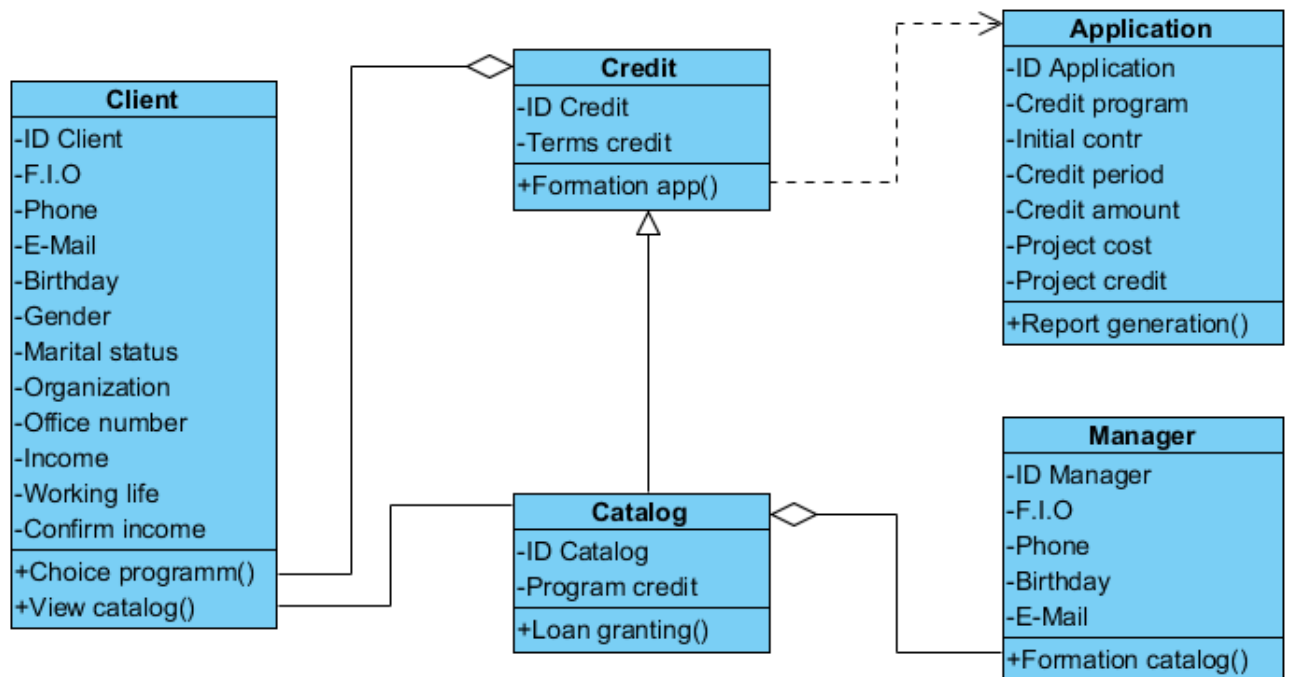 Client
-ID Client
-F.I.O
-Phone
-E-Mail
-Birthday
-Gender
-Marital status
-Organization
-Office number
-Income
-Working life
-Confirm income
+Choice programm()
+View catalog()
Credit
-ID Credit
-Terms credit
+Formation app()
Catalog
-ID Catalog
-Program credit
+Loan granting()
Application
-ID Application
-Credit program
-Initial contr
-Credit period
-Credit amount
-Project cost
-Project credit
+Report generation()
Manager
-ID Manager
-F.I.O
-Phone
-Birthday
-E-Mail
+Formation catalog()